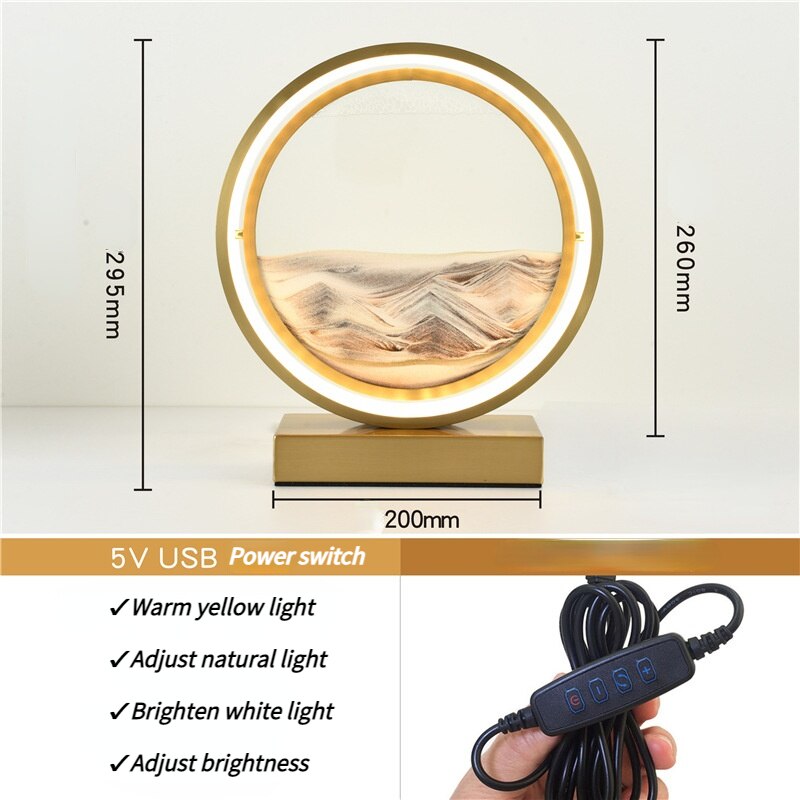 295mm
260mm
200mm
5V USB Power switch
✓Warm yellow light
✓Adjust natural light
✓Brighten white light
✓Adjust brightness